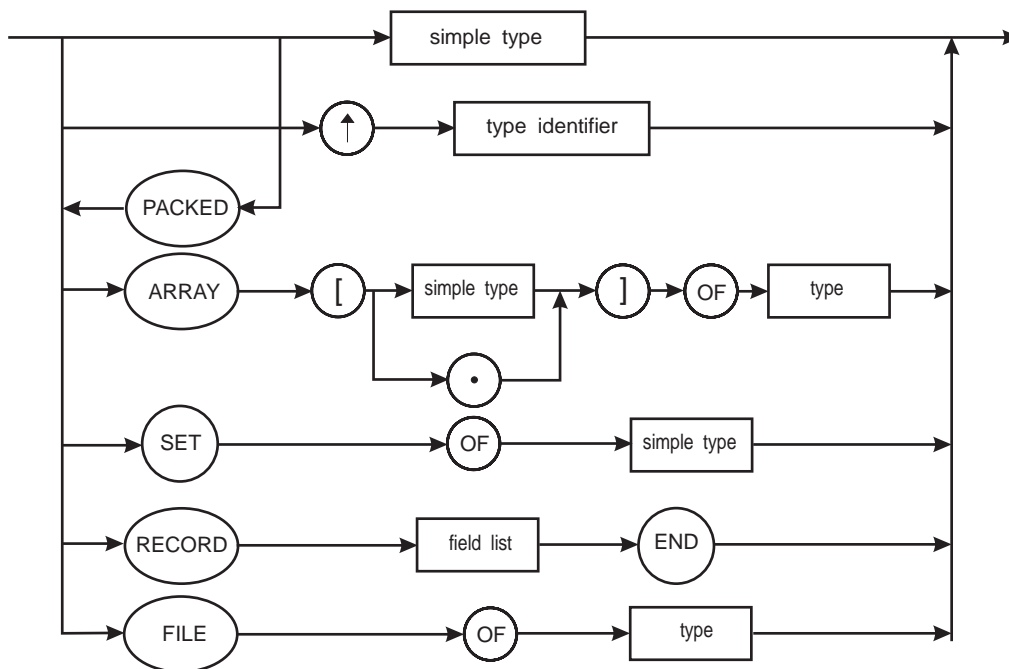 simple type
↑ type identifier
PACKED
ARRAY [ simple type ] OF type
•
SET OF simple type
RECORD field list END
FILE OF type